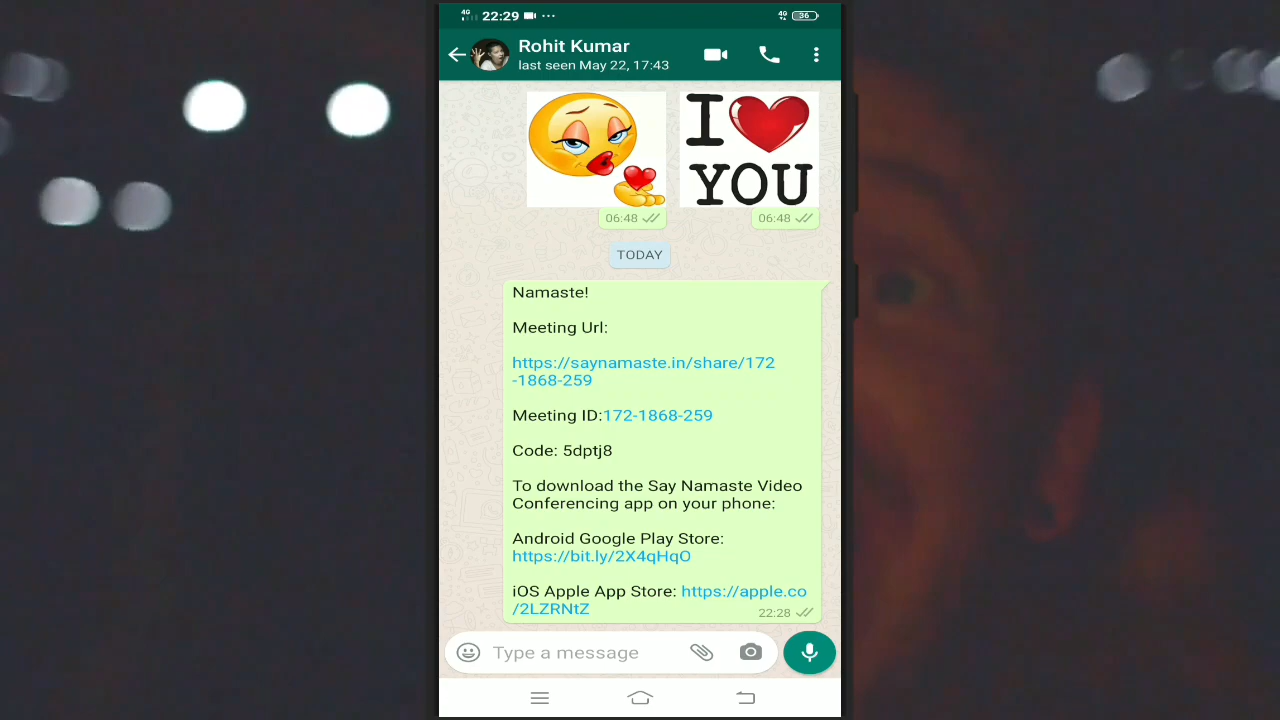 4G 22:29 ... 4G 36
Rohit Kumar
last seen May 22, 17:43
I
YOU
06:48
06:48
TODAY
Namaste!
Meeting Url:
https://saynamaste.in/share/172
-1868-259
Meeting ID:172-1868-259
Code: 5dptj8
To download the Say Namaste Video
Conferencing app on your phone:
Android Google Play Store:
https://bit.ly/2X4qHqO
iOS Apple App Store: https://apple.co
/2LZRNtZ
22:28
Type a message